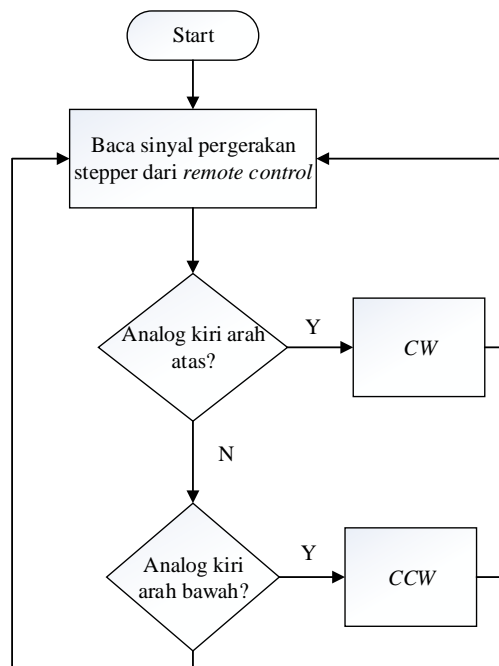 Start
Baca sinyal pergerakan
stepper dari remote control
Analog kiri arah
atas?
Y
CW
N
Analog kiri
arah bawah?
Y
CCW